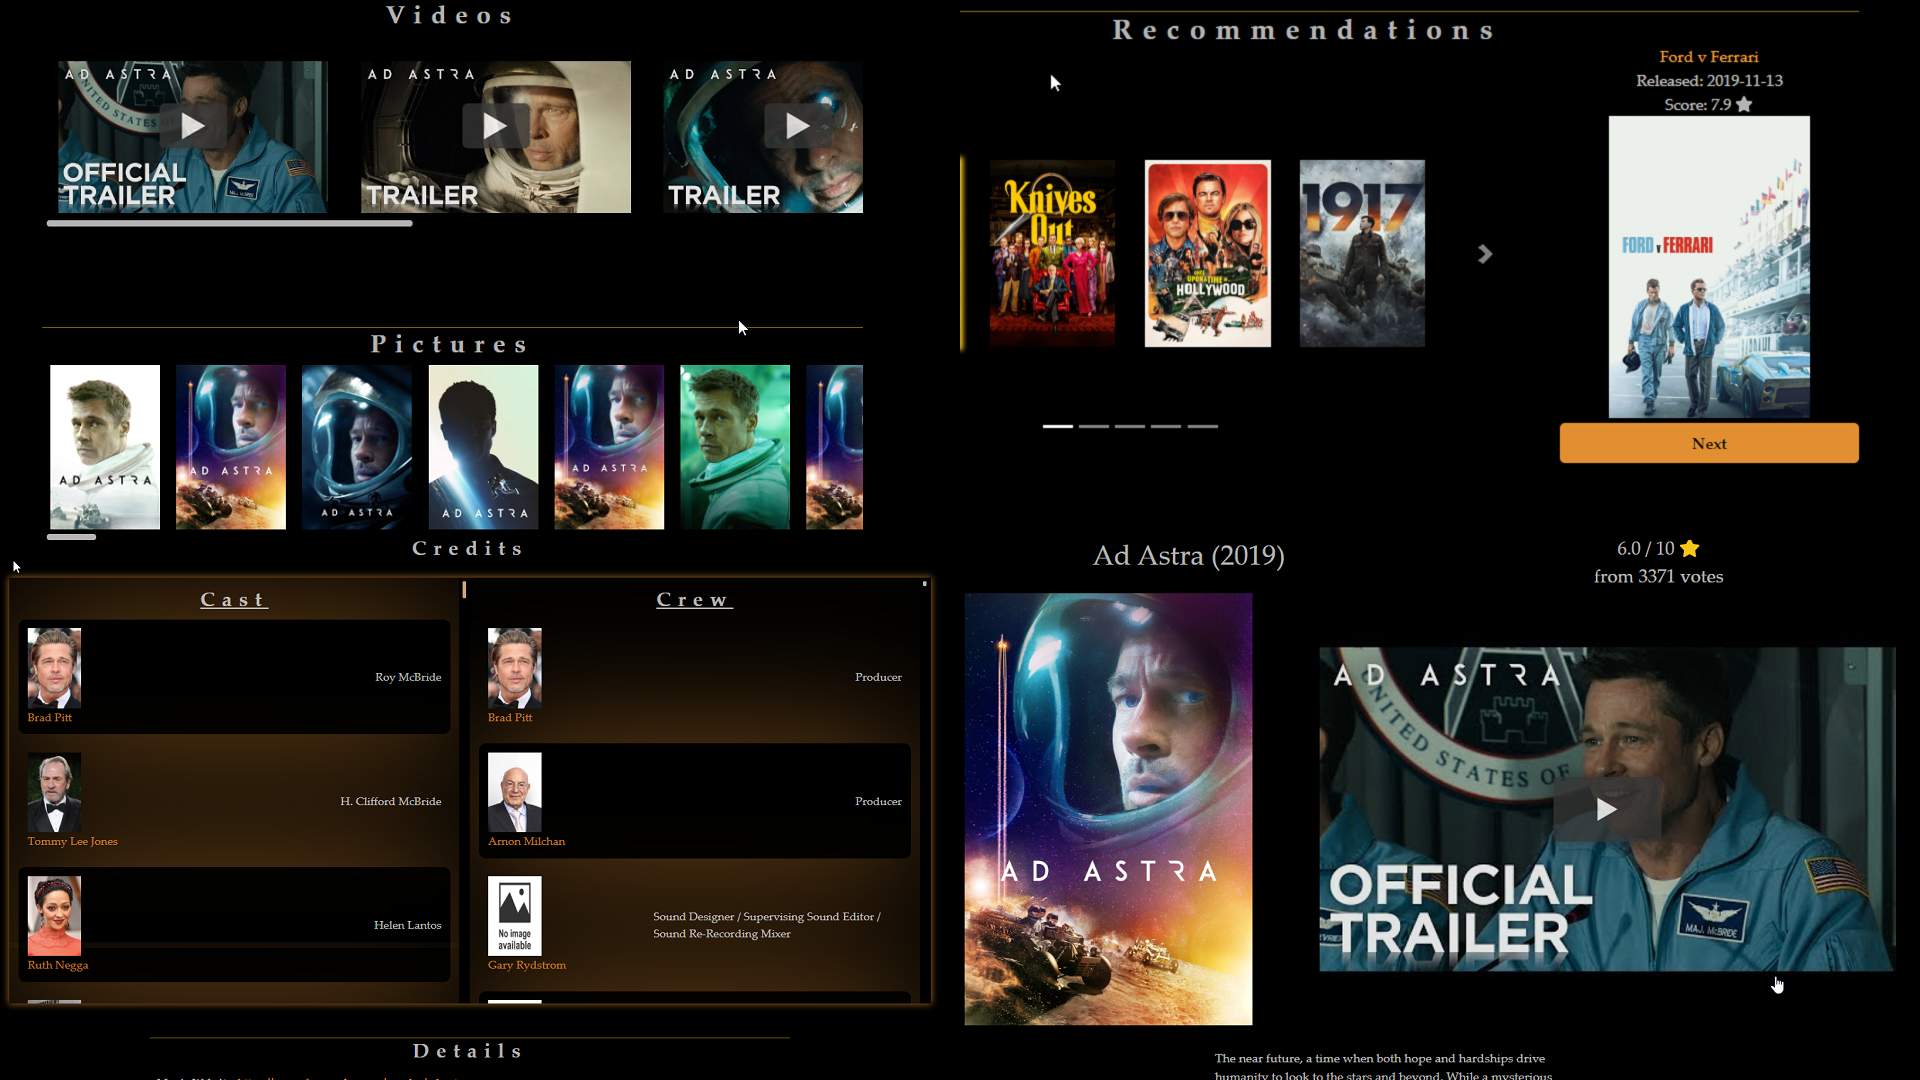 Videos
AD ASTRA
UNITED STATES OF
OFFICIAL
TRAILER
AD ASTRA
TRAILER
AD ASTRA
TRAILER
Pictures
AD ASTRA
AD ASTRA
AD ASTRA
AD ASTRA
AD ASTRA
Credits
Cast
Roy McBride
Brad Pitt
H. Clifford McBride
Tommy Lee Jones
Helen Lantos
Ruth Negga
Crew
Producer
Brad Pitt
Producer
Arnon Milchan
No image
available
Sound Designer / Supervising Sound Editor /
Sound Re-Recording Mixer
Gary Rydstrom
Details
Recommendations
Knives
Out
ONCE
UPON A TIME IN
HOLLYWOOD
1917
Ford v Ferrari
Released: 2019-11-13
Score: 7.9
FORD v FERRARI
Next
Ad Astra (2019)
6.0 / 10
from 3371 votes
AD ASTRA
AD ASTRA
UNITED STATES OF
OFFICIAL
TRAILER
MAJ. McBRIDE
The near future, a time when both hope and hardships drive
humanity to look to the stars and beyond. While a mysterious